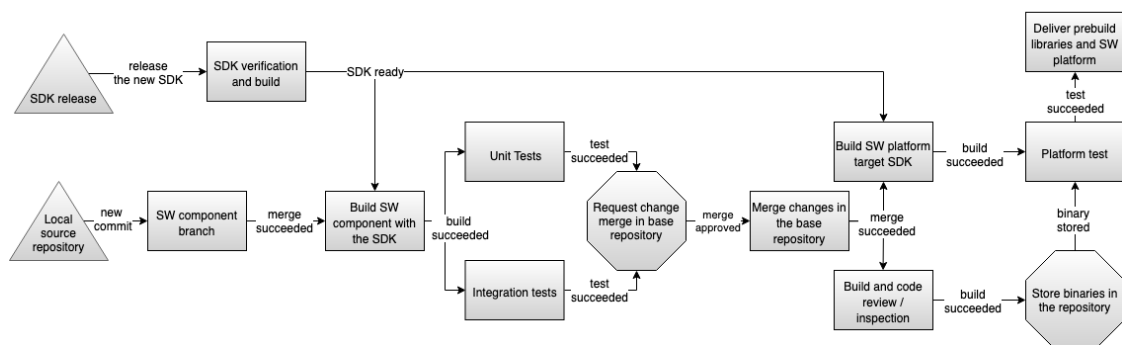 Deliver prebuild
libraries and SW
platform
release
the new SDK
SDK verification
and build
SDK ready
SDK release
test
succeeded
Unit Tests
test
succeeded
Build SW platform
target SDK
build
succeeded
Platform test
Local
source
repository
new
commit
SW component
branch
merge
succeeded
Build SW
component with
the SDK
build
succeeded
Request change
merge in base
repository
merge
approved
Merge changes in
the base
repository
merge
succeeded
binary
stored
Integration tests
test
succeeded
Build and code
review /
inspection
build
succeeded
Store binaries in
the repository